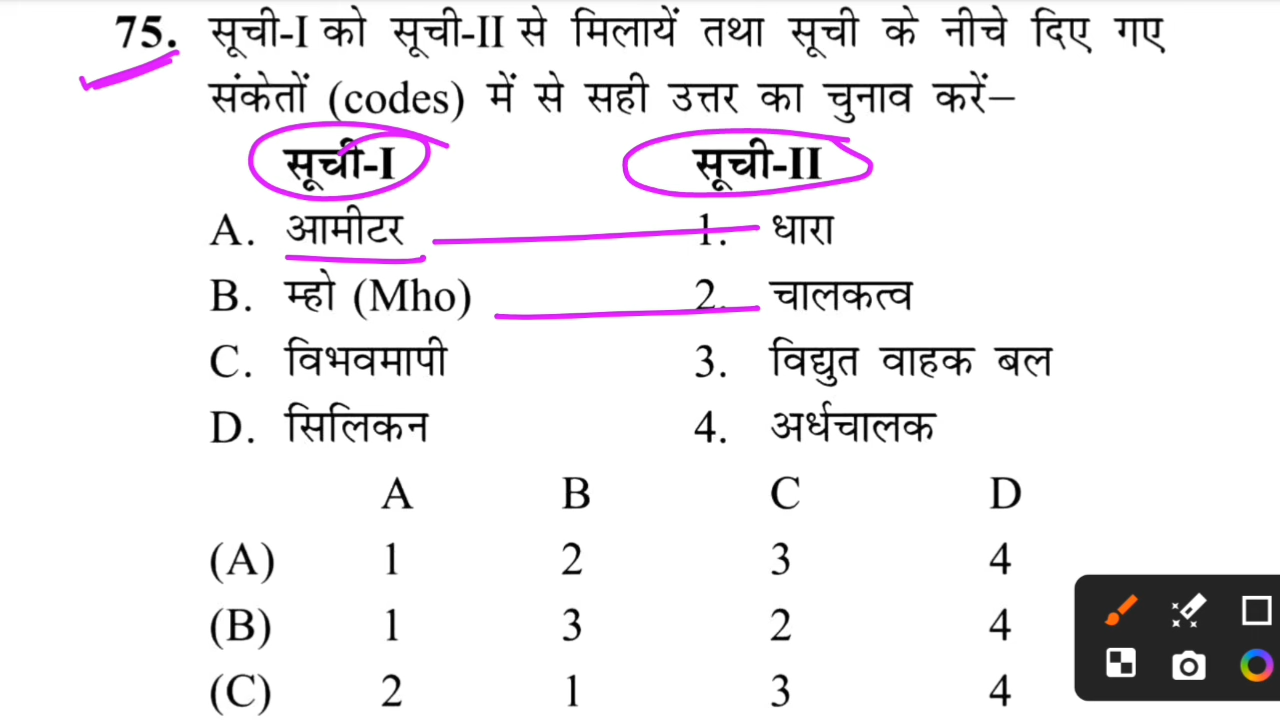 75. सूची-I को सूची-II से मिलायें तथा सूची के नीचे दिए गए
संकेतों (codes) में से सही उत्तर का चुनाव करें–
सूची-I सूची-II
A. आमीटर 1. धारा
B. म्हो (Mho) 2. चालकत्व
C. विभवमापी 3. विद्युत वाहक बल
D. सिलिकन 4. अर्धचालक
A B C D
(A) 1 2 3 4
(B) 1 3 2 4
(C) 2 1 3 4